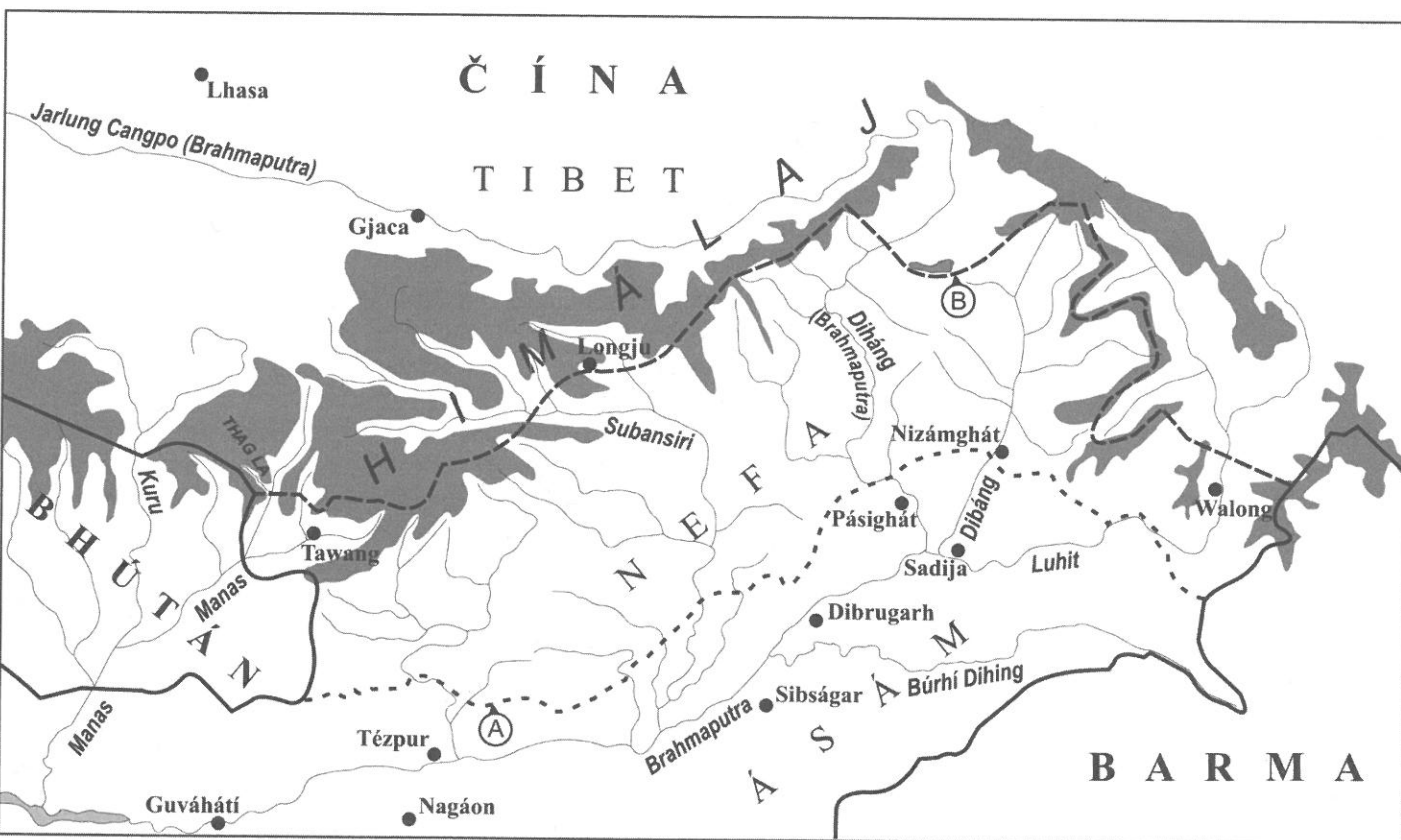 ČÍNA
Lhasa
Jarlung Cangpo (Brahmaputra)
TIBET
Gjaca
HIMÁLAJ
Longju
Diháng
(Brahmaputra)
B
Subansiri
THAG LA
Kuru
Nizámghát
NEFA
Pásighát
Dibáng
Walong
Tawang
BHÚTÁN
Manas
Sadija
Luhit
Dibrugarh
ÁSÁM
Búrhí Dihing
Sibságar
Brahmaputra
A
Manas
Tézpur
BARMA
Guváhátí
Nagáon